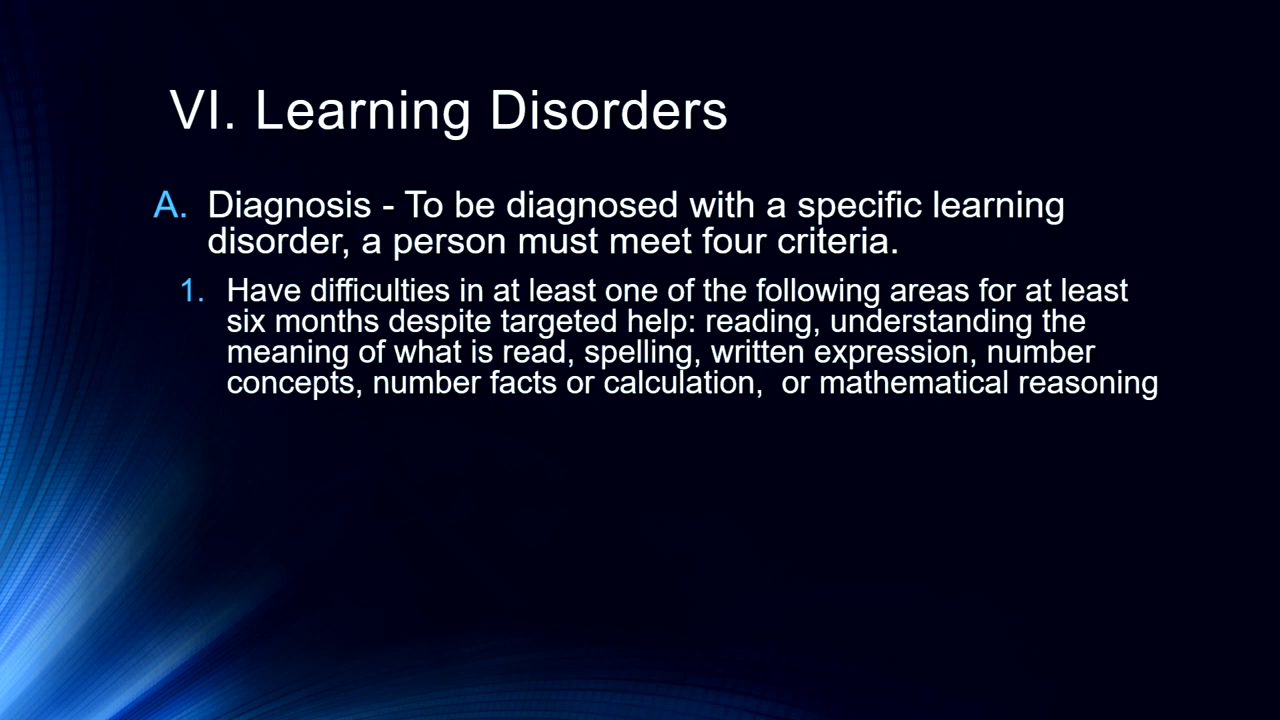 VI. Learning Disorders
A. Diagnosis - To be diagnosed with a specific learning
disorder, a person must meet four criteria.
1. Have difficulties in at least one of the following areas for at least
six months despite targeted help: reading, understanding the
meaning of what is read, spelling, written expression, number
concepts, number facts or calculation,  or mathematical reasoning